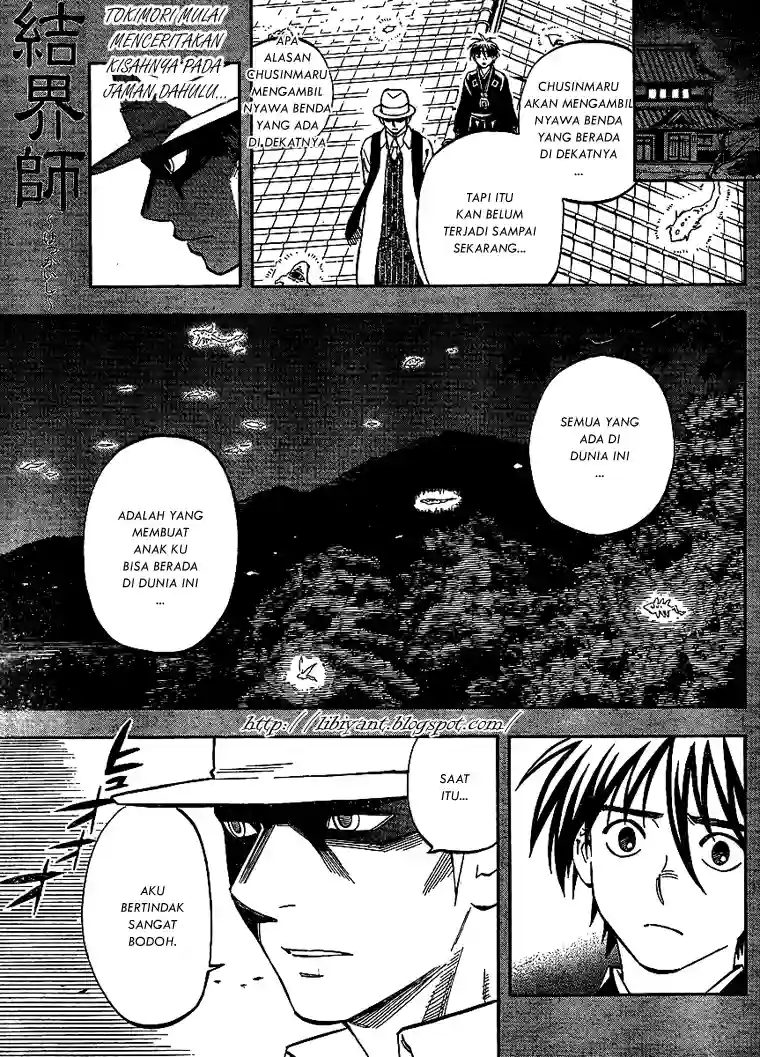 結界師
TOKIMORI MULAI
MENCERITAKAN
KISAHNYA PADA
JAMAN DAHULU...
APA
ALASAN
CHUSINMARU
MENGAMBIL
NYAWA BENDA
YANG ADA
DI DEKATNYA
CHUSINMARU
AKAN MENGAMBIL
NYAWA BENDA
YANG BERADA
DI DEKATNYA
...
TAPI ITU
KAN BELUM
TERJADI SAMPAI
SEKARANG...
SEMUA YANG
ADA DI
DUNIA INI
...
ADALAH YANG
MEMBUAT
ANAK KU
BISA BERADA
DI DUNIA INI
...
http://libiyant.blogspot.com/
SAAT
ITU...
AKU
BERTINDAK
SANGAT
BODOH.